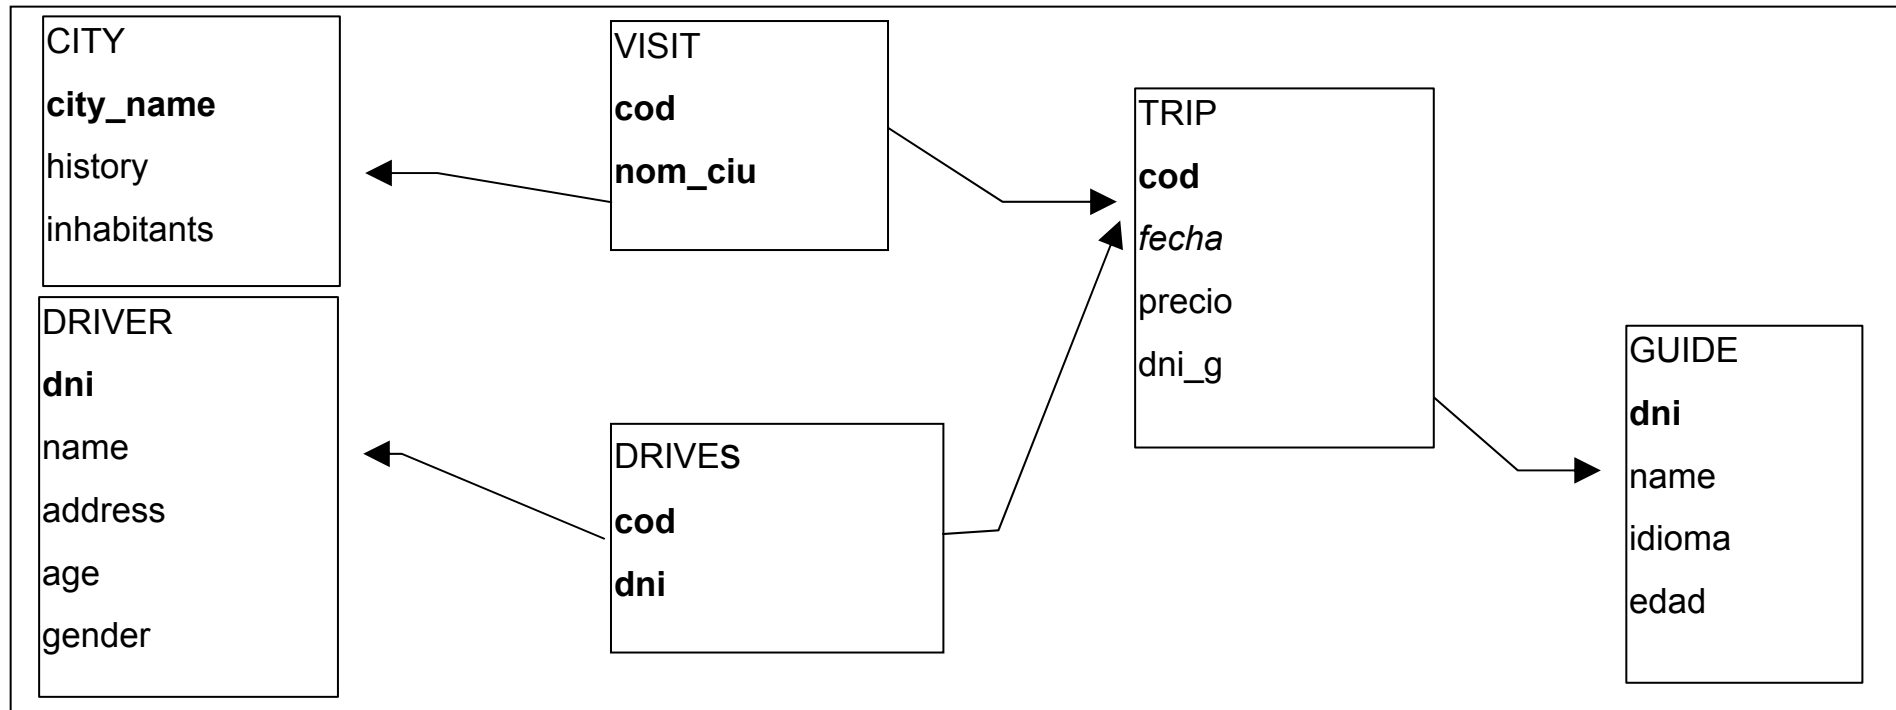 CITY
city_name
history
inhabitants
VISIT
cod
nom_ciu
TRIP
cod
fecha
precio
dni_g
DRIVER
dni
name
address
age
gender
DRIVES
cod
dni
GUIDE
dni
name
idioma
edad